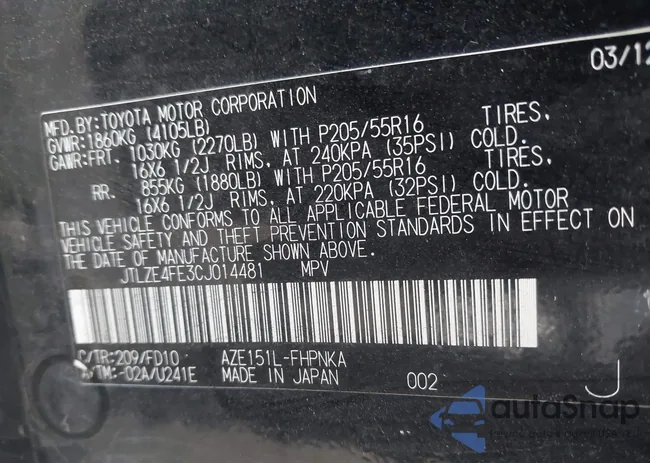 03/12
MFD.BY:TOYOTA MOTOR CORPORATION
GVWR:1860KG (4105LB)
GAWR:FRT. 1030KG (2270LB) WITH P205/55R16 TIRES,
16X6 1/2J RIMS, AT 240KPA (35PSI) COLD.
RR. 855KG (1880LB) WITH P205/55R16 TIRES,
16X6 1/2J RIMS, AT 220KPA (32PSI) COLD.
THIS VEHICLE CONFORMS TO ALL APPLICABLE FEDERAL MOTOR
VEHICLE SAFETY AND THEFT PREVENTION STANDARDS IN EFFECT ON
THE DATE OF MANUFACTURE SHOWN ABOVE.
JTLZE4FE3CJ014481 MPV
C/TR:209/FD10 AZE151L-FHPNKA
A/TM:-02A/U241E MADE IN JAPAN 002 J
autoSnap